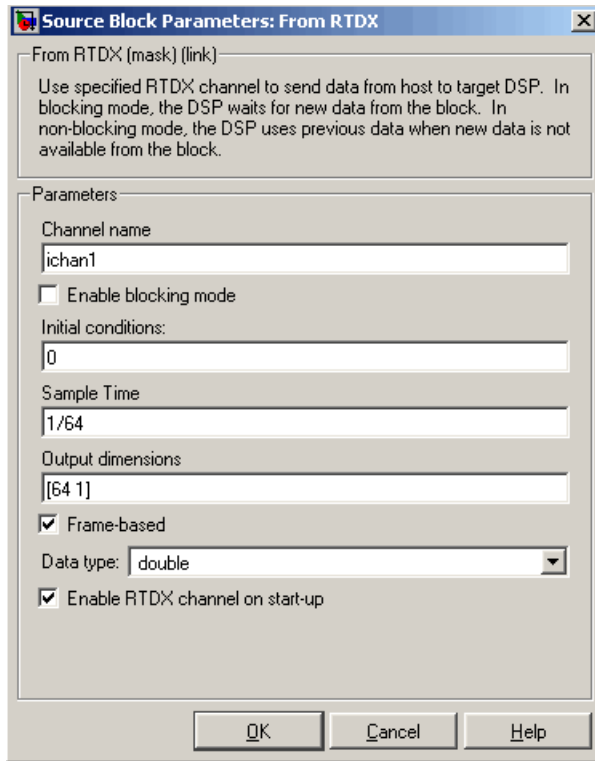 Source Block Parameters: From RTDX
From RTDX (mask) (link)
Use specified RTDX channel to send data from host to target DSP. In
blocking mode, the DSP waits for new data from the block. In
non-blocking mode, the DSP uses previous data when new data is not
available from the block.
Parameters
Channel name
ichan1
Enable blocking mode
Initial conditions:
0
Sample Time
1/64
Output dimensions
[64 1]
Frame-based
Data type: double
Enable RTDX channel on start-up
OK Cancel Help